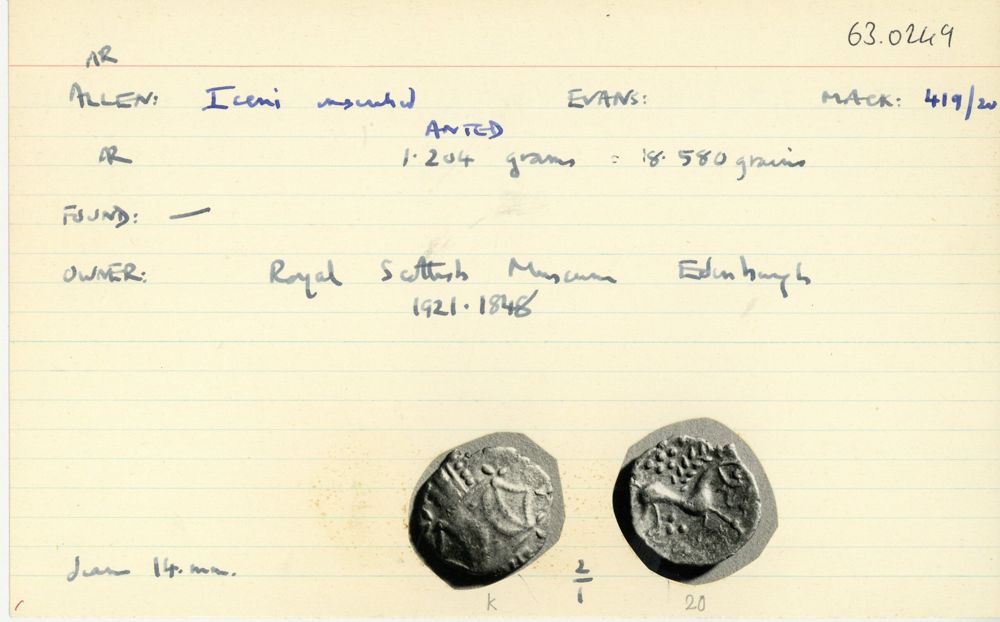 63.0249
AR
ALLEN: Iceni inscribed EVANS: MACK: 419/20
ANTED
AR 1.204 grams = 18.580 grains
FOUND: —
OWNER: Royal Scottish Museum Edinburgh
1921.1848
diam 14.mm.
2/1
k 20